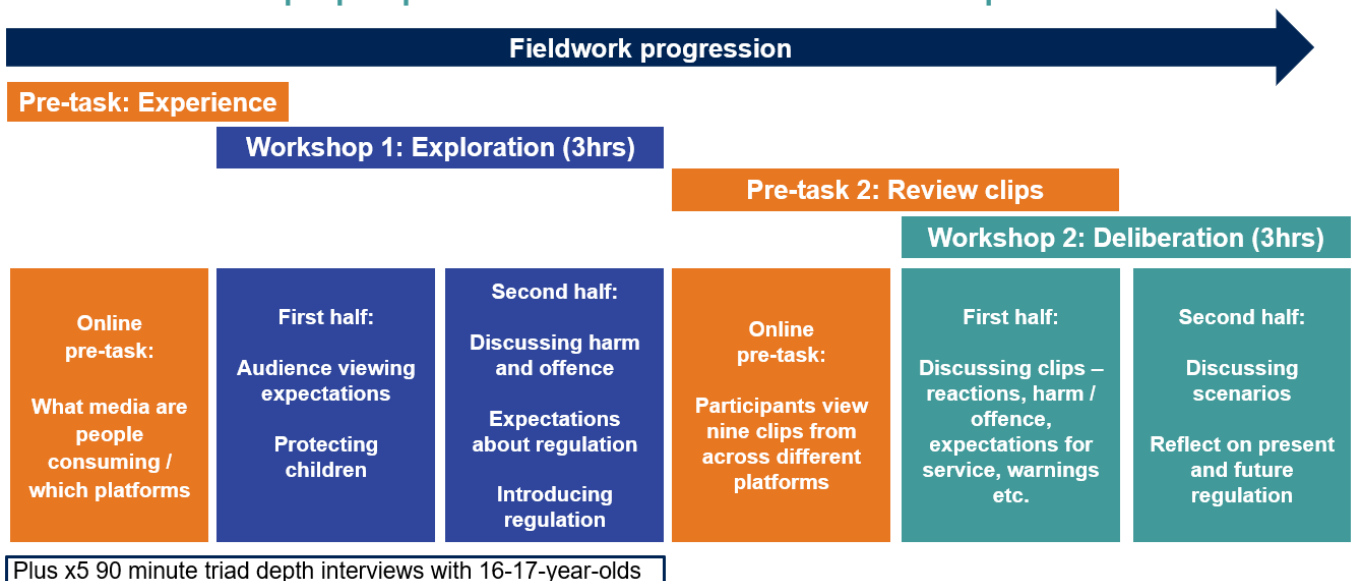 Fieldwork progression
Pre-task: Experience
Workshop 1: Exploration (3hrs)
Pre-task 2: Review clips
Workshop 2: Deliberation (3hrs)
Online
pre-task:
What media are
people
consuming /
which platforms
First half:
Audience viewing
expectations
Protecting
children
Second half:
Discussing harm
and offence
Expectations
about regulation
Introducing
regulation
Online
pre-task:
Participants view
nine clips from
across different
platforms
First half:
Discussing clips –
reactions, harm /
offence,
expectations for
service, warnings
etc.
Second half:
Discussing
scenarios
Reflect on present
and future
regulation
Plus x5 90 minute triad depth interviews with 16-17-year-olds